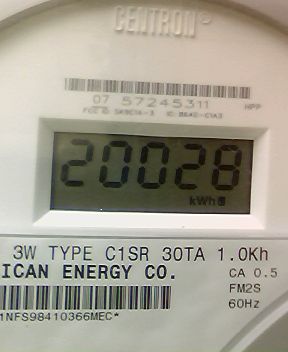 CENTRON®
07 57245311 HPP
20028
kWh
3W TYPE C1SR 30TA 1.0Kh
ICAN ENERGY CO. CA 0.5
FM2S
60Hz
1NFS98410366MEC*